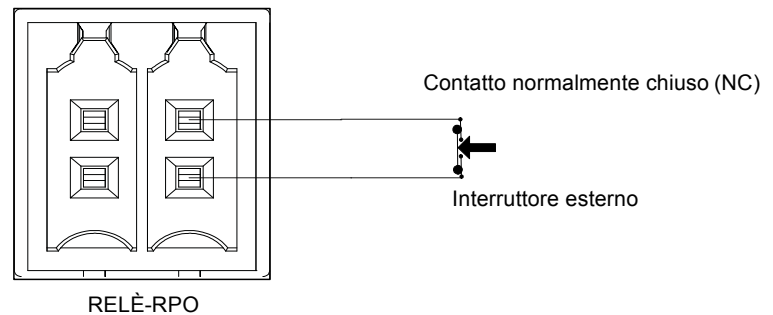 Contatto normalmente chiuso (NC)
Interruttore esterno
RELÈ-RPO